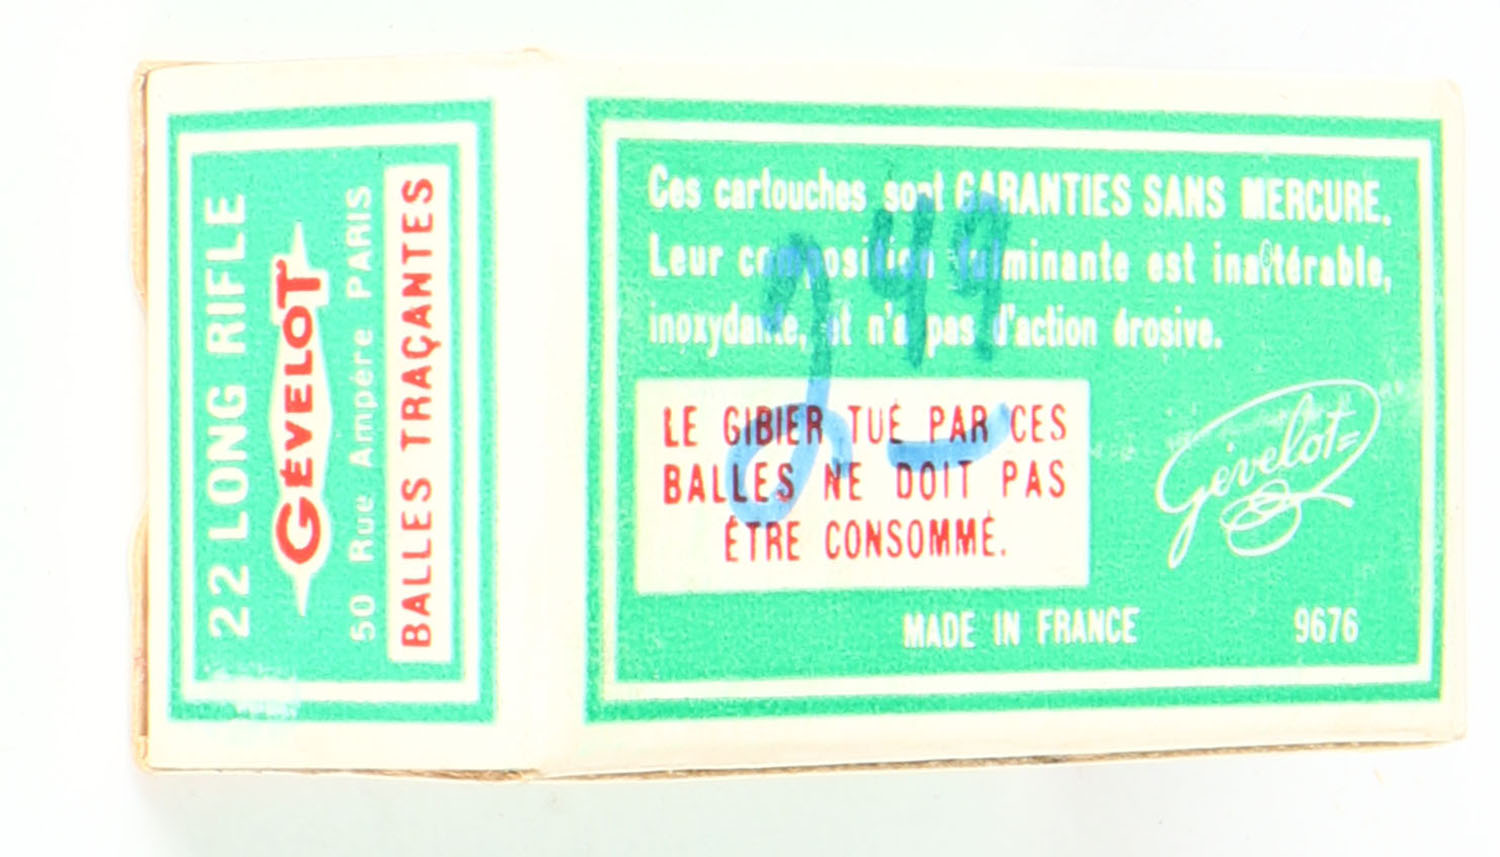 22 LONG RIFLE
GÉVELOT
50 Rue Ampère PARIS
BALLES TRAÇANTES
Ces cartouches sont GARANTIES SANS MERCURE.
Leur composition fulminante est inaltérable,
inoxydante, et n'a pas d'action érosive.
LE GIBIER TUÉ PAR CES
BALLES NE DOIT PAS
ÊTRE CONSOMMÉ.
Gévelot
MADE IN FRANCE 9676